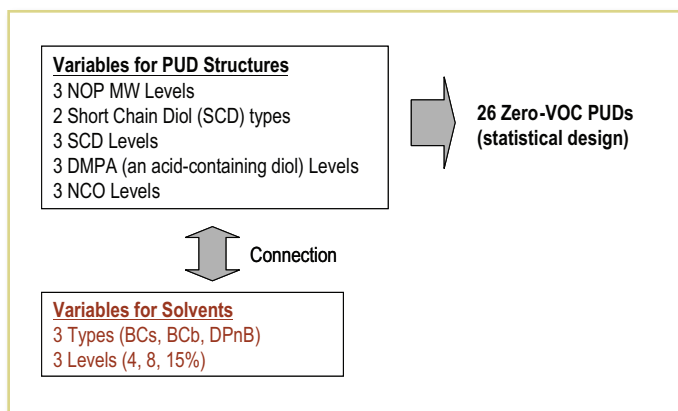 Variables for PUD Structures
3 NOP MW Levels
2 Short Chain Diol (SCD) types
3 SCD Levels
3 DMPA (an acid-containing diol) Levels
3 NCO Levels
26 Zero-VOC PUDs
(statistical design)
Connection
Variables for Solvents
3 Types (BCs, BCb, DPnB)
3 Levels (4, 8, 15%)